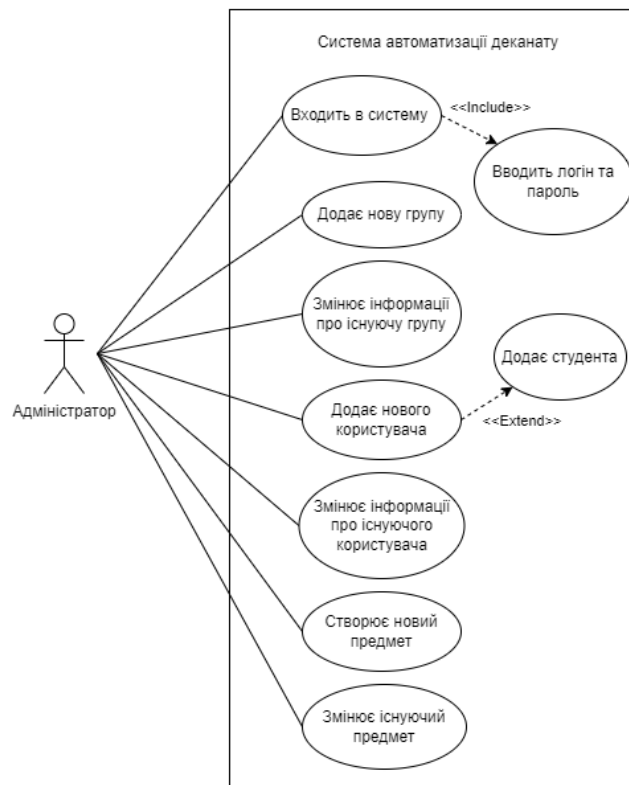 Система автоматизації деканату
Входить в систему
<<Include>>
Вводить логін та
пароль
Додає нову групу
Змінює інформації
про існуючу групу
Додає студента
Адміністратор
Додає нового
користувача
<<Extend>>
Змінює інформації
про існуючого
користувача
Створює новий
предмет
Змінює існуючий
предмет